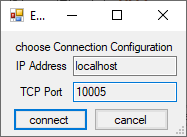 E...
choose Connection Configuration
IP Address localhost
TCP Port 10005
connect cancel